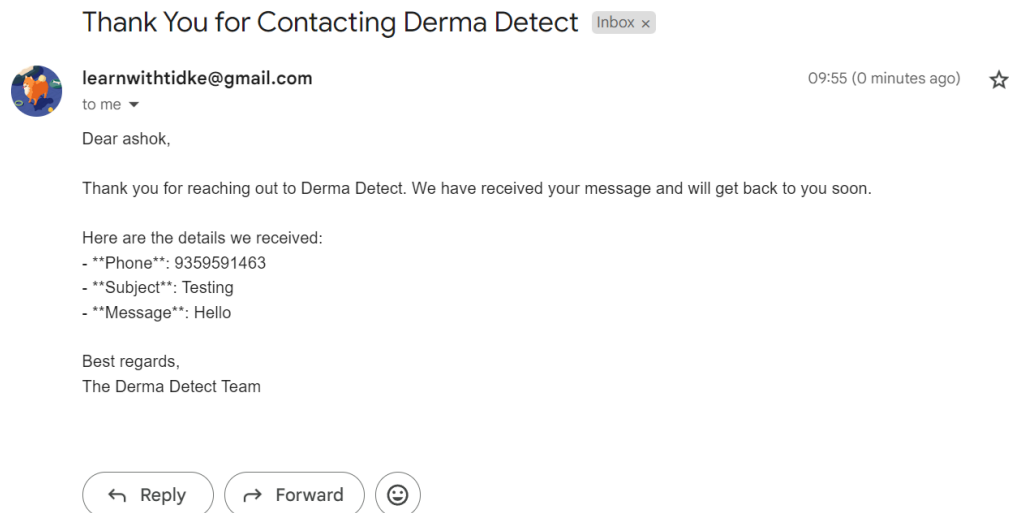 Thank You for Contacting Derma Detect Inbox ×
learnwithtidke@gmail.com 09:55 (0 minutes ago)
to me
Dear ashok,
Thank you for reaching out to Derma Detect. We have received your message and will get back to you soon.
Here are the details we received:
- **Phone**: 9359591463
- **Subject**: Testing
- **Message**: Hello
Best regards,
The Derma Detect Team
Reply Forward